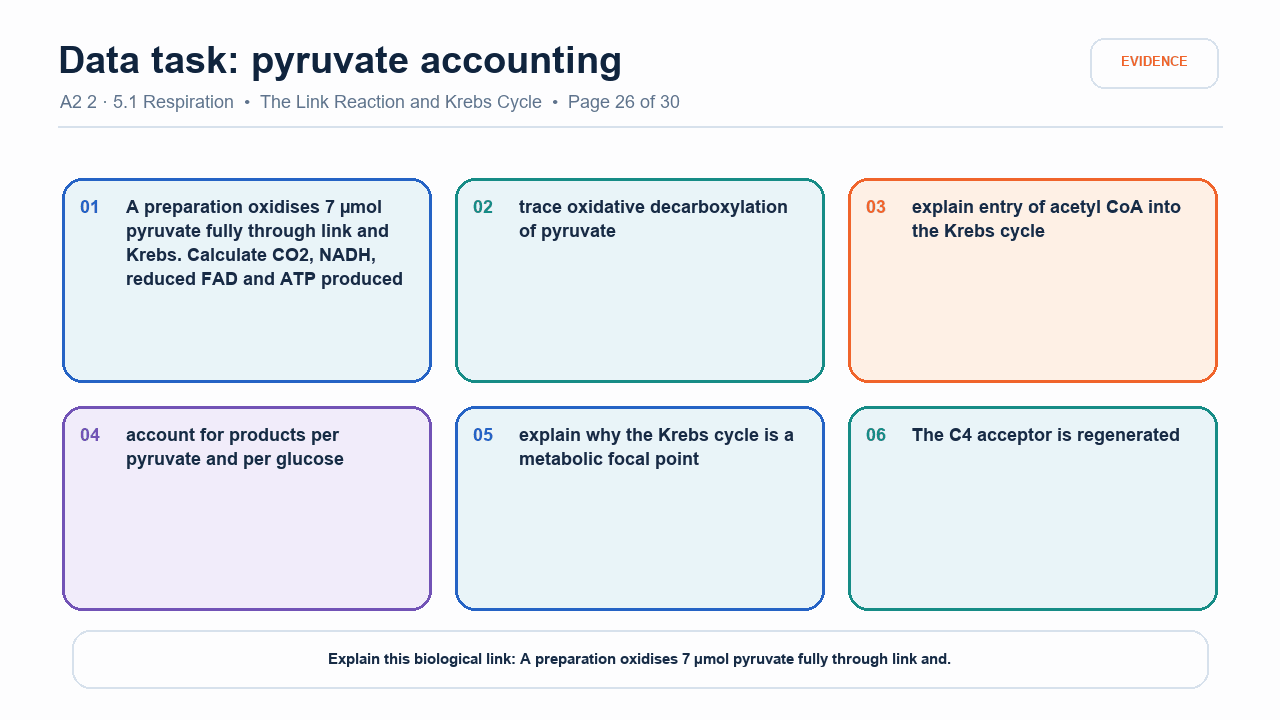 Data task: pyruvate accounting
EVIDENCE
A2 2 · 5.1 Respiration • The Link Reaction and Krebs Cycle • Page 26 of 30
01 A preparation oxidises 7 µmol
pyruvate fully through link and
Krebs. Calculate CO2, NADH,
reduced FAD and ATP produced
02 trace oxidative decarboxylation
of pyruvate
03 explain entry of acetyl CoA into
the Krebs cycle
04 account for products per
pyruvate and per glucose
05 explain why the Krebs cycle is a
metabolic focal point
06 The C4 acceptor is regenerated
Explain this biological link: A preparation oxidises 7 µmol pyruvate fully through link and.